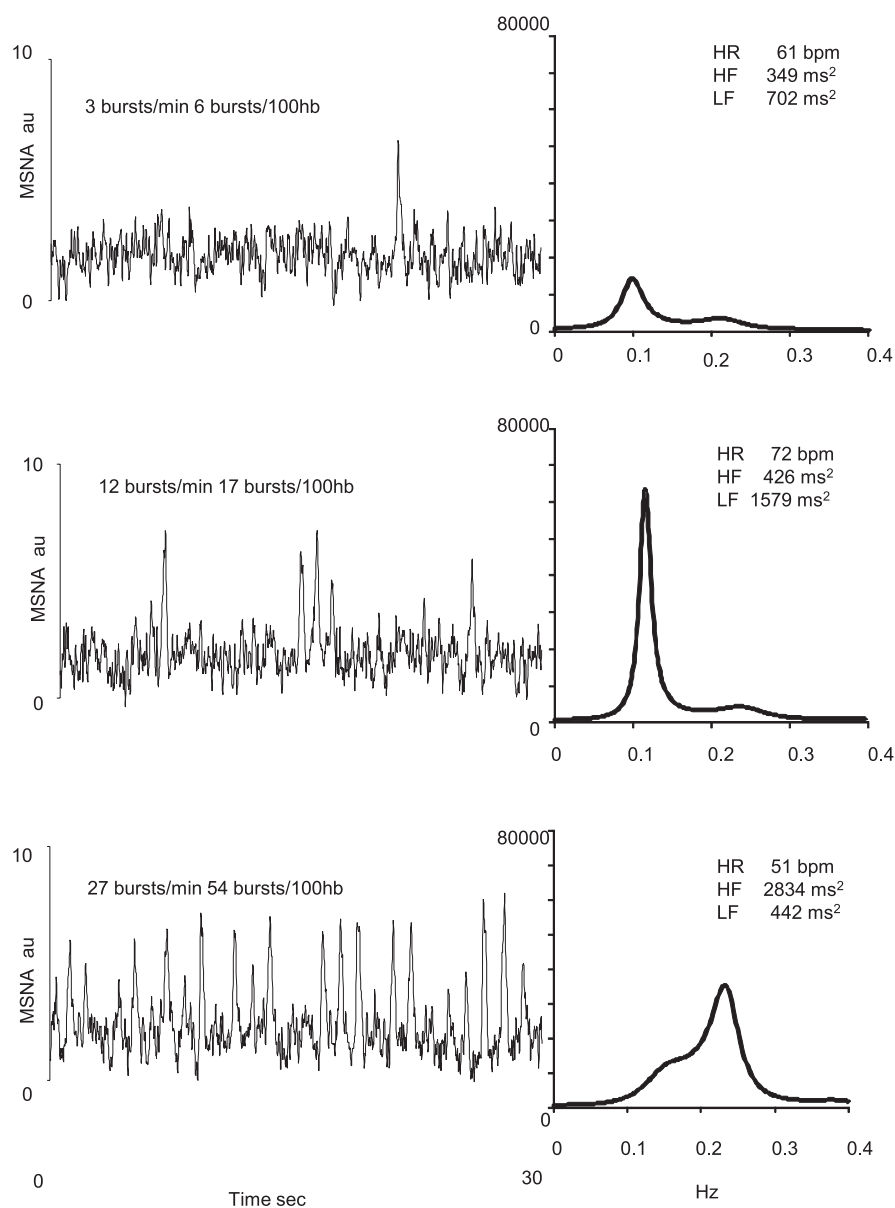 10
MSNA au
3 bursts/min 6 bursts/100hb
0
80000
HR 61 bpm
HF 349 ms²
LF 702 ms²
0
0 0.1 0.2 0.3 0.4
10
MSNA au
12 bursts/min 17 bursts/100hb
0
80000
HR 72 bpm
HF 426 ms²
LF 1579 ms²
0
0 0.1 0.2 0.3 0.4
10
MSNA au
27 bursts/min 54 bursts/100hb
0
80000
HR 51 bpm
HF 2834 ms²
LF 442 ms²
0
0 0.1 0.2 0.3 0.4
0 30
Time sec
Hz